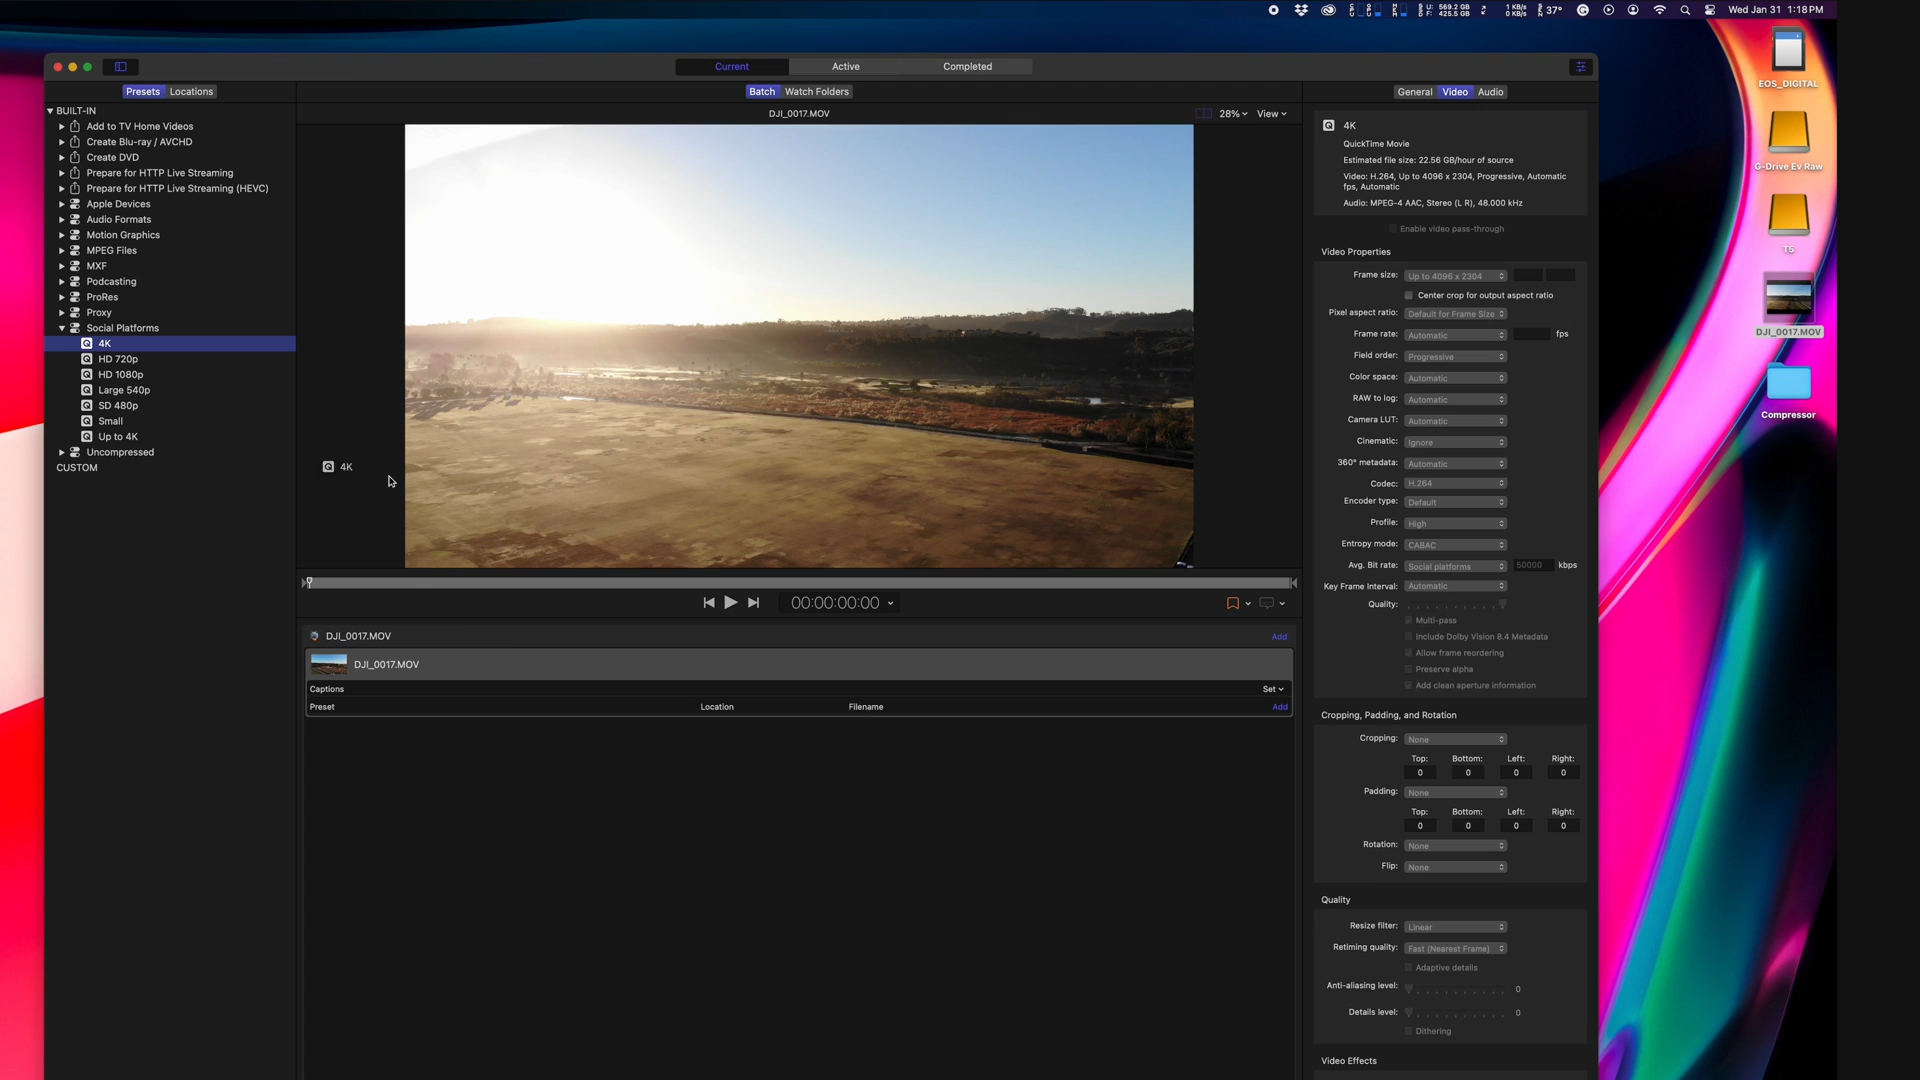 569.2 GB
425.5 GB
1 KB/s
0 KB/s
37°
Wed Jan 31 1:18 PM
Current
Active
Completed
Presets
Locations
Batch
Watch Folders
General
Video
Audio
DJI_0017.MOV
28%
View
BUILT-IN
Add to TV Home Videos
Create Blu-ray / AVCHD
Create DVD
Prepare for HTTP Live Streaming
Prepare for HTTP Live Streaming (HEVC)
Apple Devices
Audio Formats
Motion Graphics
MPEG Files
MXF
Podcasting
ProRes
Proxy
Social Platforms
4K
HD 720p
HD 1080p
Large 540p
SD 480p
Small
Up to 4K
Uncompressed
CUSTOM
4K
00:00:00:00
DJI_0017.MOV
Add
DJI_0017.MOV
Captions
Set
Preset
Location
Filename
Add
4K
QuickTime Movie
Estimated file size: 22.56 GB/hour of source
Video: H.264, Up to 4096 x 2304, Progressive, Automatic
fps, Automatic
Audio: MPEG-4 AAC, Stereo (L R), 48.000 kHz
Enable video pass-through
Video Properties
Frame size: Up to 4096 x 2304
Center crop for output aspect ratio
Pixel aspect ratio: Default for Frame Size
Frame rate: Automatic fps
Field order: Progressive
Color space: Automatic
RAW to log: Automatic
Camera LUT: Automatic
Cinematic: Ignore
360° metadata: Automatic
Codec: H.264
Encoder type: Default
Profile: High
Entropy mode: CABAC
Avg. Bit rate: Social platforms 50000 kbps
Key Frame Interval: Automatic
Quality:
Multi-pass
Include Dolby Vision 8.4 Metadata
Allow frame reordering
Preserve alpha
Add clean aperture information
Cropping, Padding, and Rotation
Cropping: None
Top: Bottom: Left: Right:
0 0 0 0
Padding: None
Top: Bottom: Left: Right:
0 0 0 0
Rotation: None
Flip: None
Quality
Resize filter: Linear
Retiming quality: Fast (Nearest Frame)
Adaptive details
Anti-aliasing level: 0
Details level: 0
Dithering
Video Effects
EOS_DIGITAL
G-Drive Ev Raw
T5
DJI_0017.MOV
Compressor